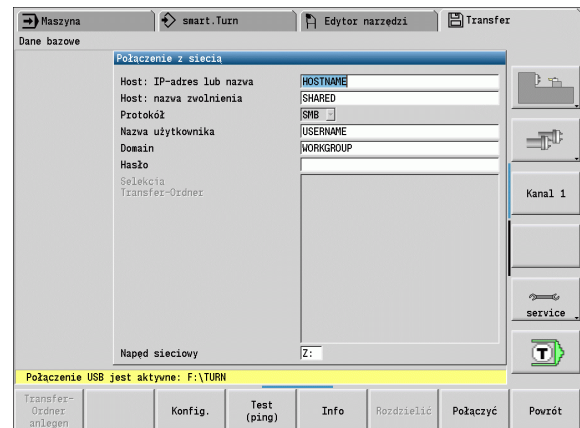 Maszyna smart.Turn Edytor narzędzi Transfer
Dane bazowe
Połączenie z siecią
Host: IP-adres lub nazwa HOSTNAME
Host: nazwa zwolnienia SHARED
Protokół SMB
Nazwa użytkownika USERNAME
Domain WORKGROUP
Hasło
Selekcja
Transfer-Ordner
Kanal 1
service
Napęd sieciowy Z:
T
Połączenie USB jest aktywne: F:\TURN
Transfer-
Ordner
anlegen
Konfig.
Test
(ping)
Info
Rozdzielić
Połączyć
Powrót